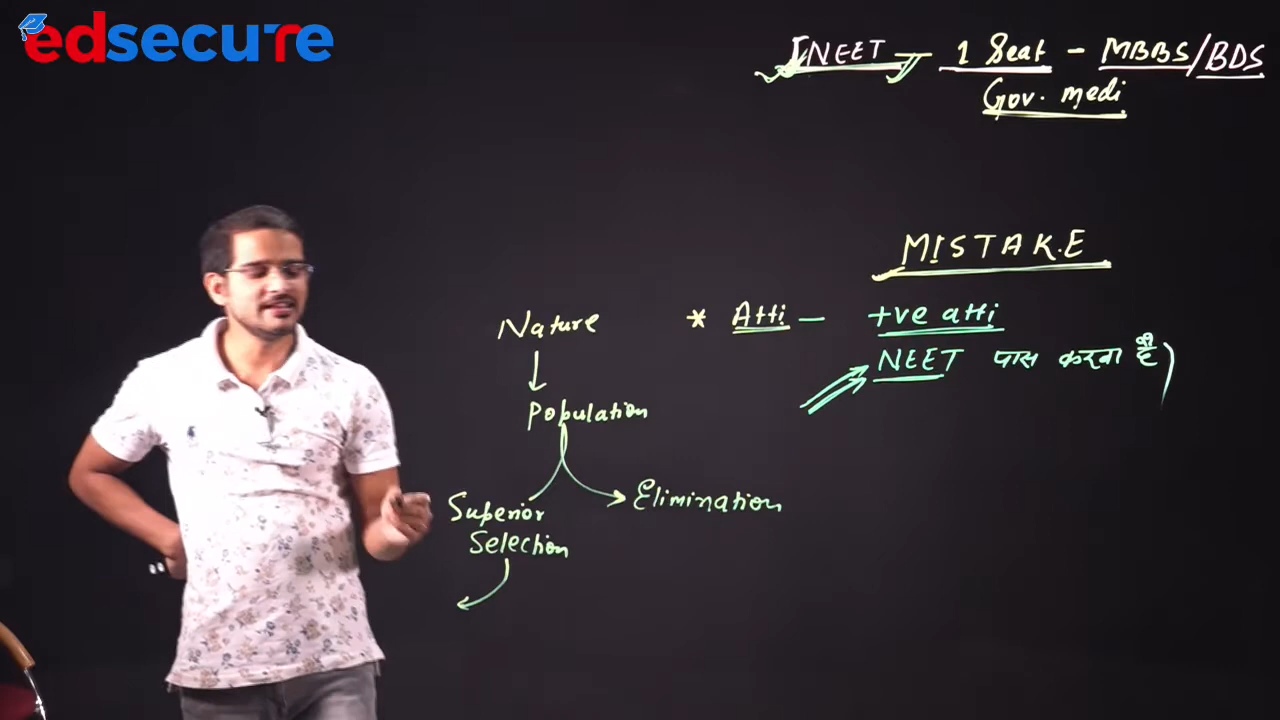 edsecure
NEET — 1 Seat - MBBS/BDS
Gov. medi
MISTAKE
* Atti — +ve atti
NEET पास करना ही है
Nature
Population
Superior
Selection
Elimination